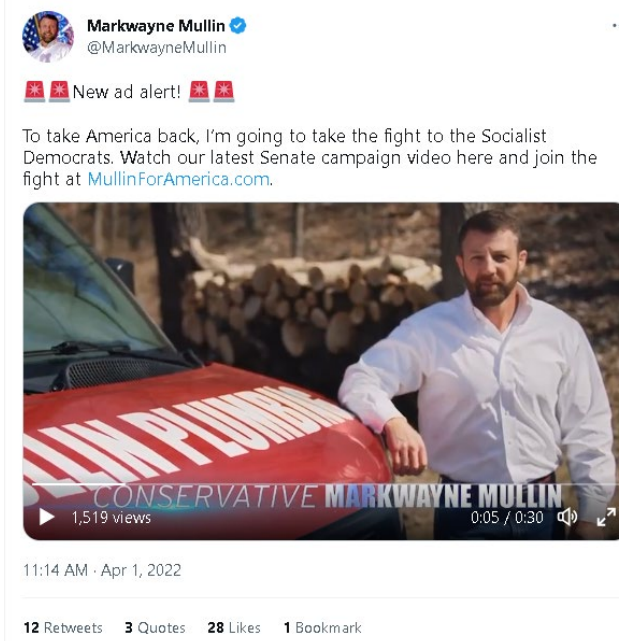 Markwayne Mullin
@MarkwayneMullin
🚨🚨New ad alert! 🚨🚨
To take America back, I'm going to take the fight to the Socialist
Democrats. Watch our latest Senate campaign video here and join the
fight at MullinForAmerica.com.
LLIN PLUMBING
CONSERVATIVE MARKWAYNE MULLIN
1,519 views
0:05 / 0:30
11:14 AM · Apr 1, 2022
12 Retweets 3 Quotes 28 Likes 1 Bookmark